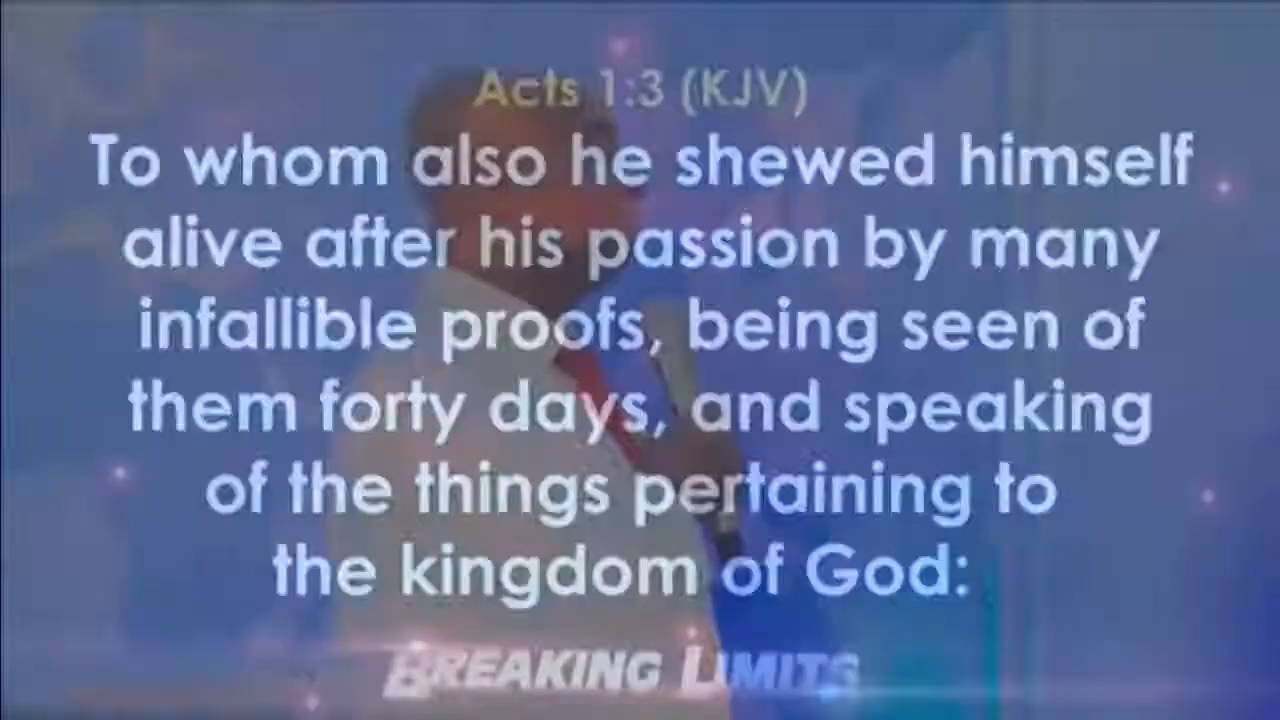 Acts 1:3 (KJV)
To whom also he shewed himself
alive after his passion by many
infallible proofs, being seen of
them forty days, and speaking
of the things pertaining to
the kingdom of God:
BREAKING LIMITS